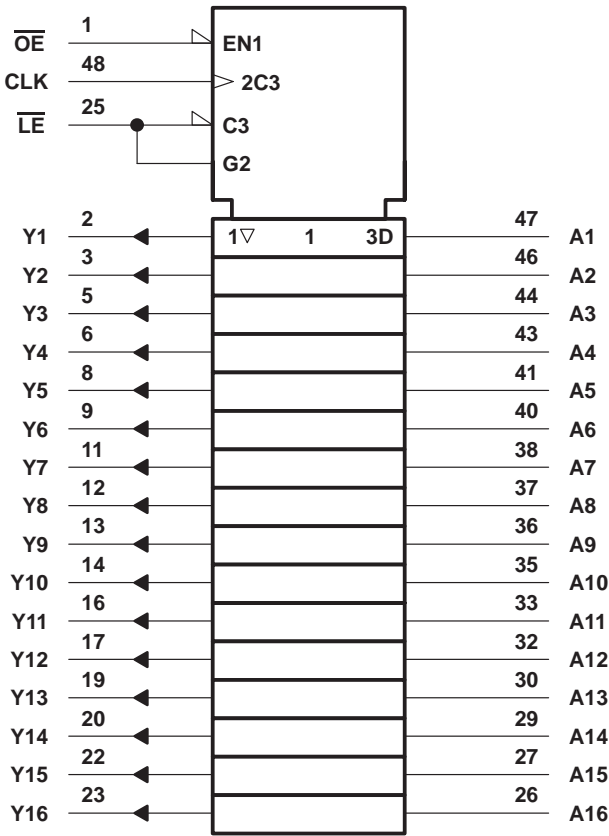 1
O̅E̅ EN1
48
CLK 2C3
25
L̅E̅ C3
G2
2 47
Y1 1▽ 1 3D A1
3 46
Y2 A2
5 44
Y3 A3
6 43
Y4 A4
8 41
Y5 A5
9 40
Y6 A6
11 38
Y7 A7
12 37
Y8 A8
13 36
Y9 A9
14 35
Y10 A10
16 33
Y11 A11
17 32
Y12 A12
19 30
Y13 A13
20 29
Y14 A14
22 27
Y15 A15
23 26
Y16 A16